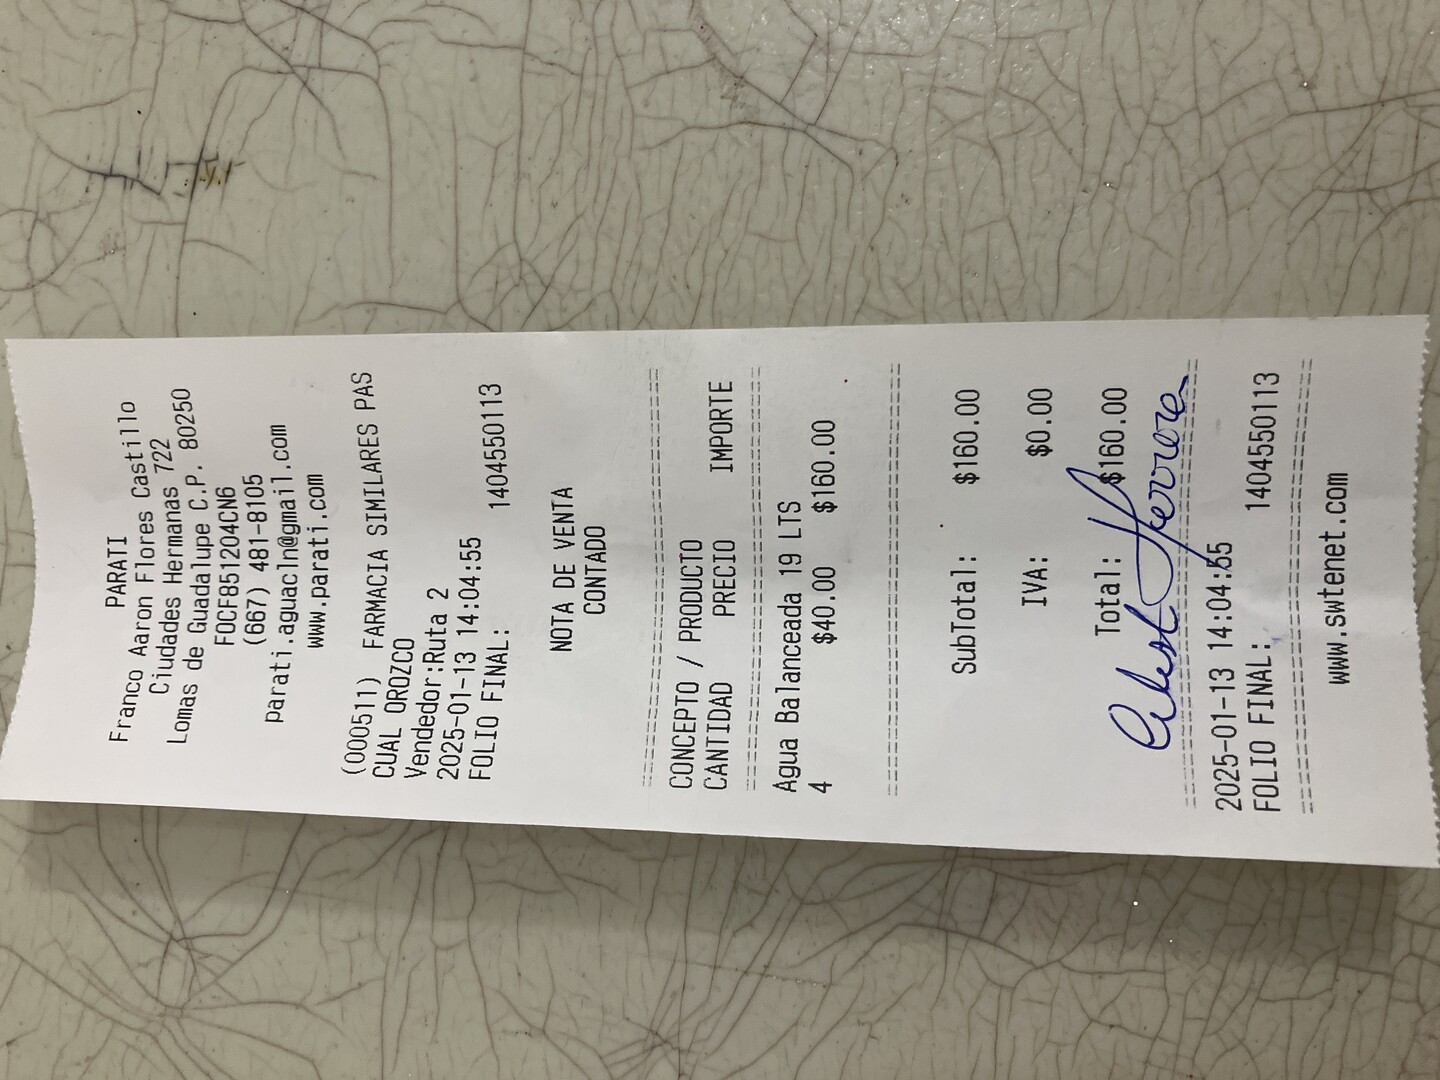 PARATI
Franco Aaron Flores Castillo
Ciudades Hermanas 722
Lomas de Guadalupe C.P. 80250
FOCF851204CN6
(667) 481-8105
parati.aguacln@gmail.com
www.parati.com
(000511) FARMACIA SIMILARES PAS
CUAL OROZCO
Vendedor:Ruta 2
2025-01-13 14:04:55
FOLIO FINAL: 1404550113
NOTA DE VENTA
CONTADO
CONCEPTO / PRODUCTO
CANTIDAD PRECIO IMPORTE
Agua Balanceada 19 LTS
4 $40.00 $160.00
SubTotal: $160.00
IVA: $0.00
Total: $160.00
Celest Herrera
2025-01-13 14:04:55
FOLIO FINAL: 1404550113
www.swtenet.com